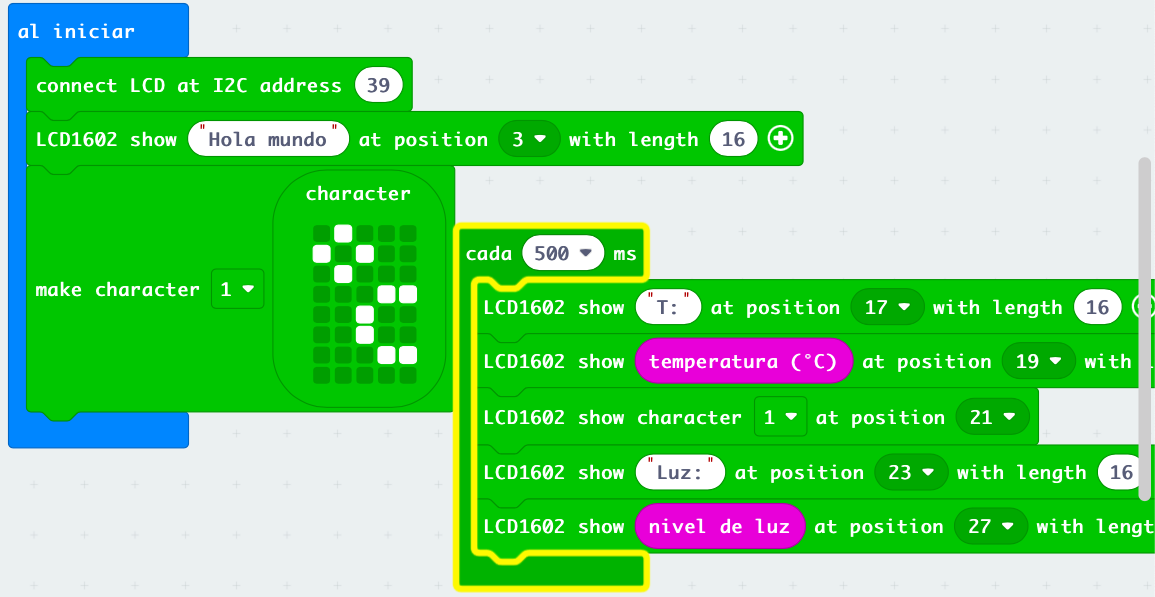 al iniciar
connect LCD at I2C address 39
LCD1602 show "Hola mundo" at position 3 with length 16
character
make character 1
cada 500 ms
LCD1602 show "T:" at position 17 with length 16
LCD1602 show temperatura (°C) at position 19 with
LCD1602 show character 1 at position 21
LCD1602 show "Luz:" at position 23 with length 16
LCD1602 show nivel de luz at position 27 with lengt